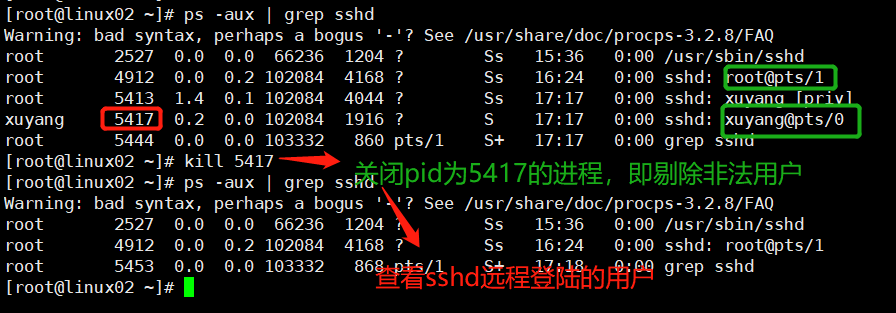 [root@linux02 ~]# ps -aux | grep sshd
Warning: bad syntax, perhaps a bogus '-'? See /usr/share/doc/procps-3.2.8/FAQ
root 2527 0.0 0.0 66236 1204 ? Ss 15:36 0:00 /usr/sbin/sshd
root 4912 0.0 0.2 102084 4168 ? Ss 16:24 0:00 sshd: root@pts/1
root 5413 1.4 0.1 102084 4044 ? Ss 17:17 0:00 sshd: xuyang [priv]
xuyang 5417 0.2 0.0 102084 1916 ? S 17:17 0:00 sshd: xuyang@pts/0
root 5444 0.0 0.0 103332 860 pts/1 S+ 17:17 0:00 grep sshd
[root@linux02 ~]# kill 5417
关闭pid为5417的进程，即剔除非法用户
[root@linux02 ~]# ps -aux | grep sshd
Warning: bad syntax, perhaps a bogus '-'? See /usr/share/doc/procps-3.2.8/FAQ
root 2527 0.0 0.0 66236 1204 ? Ss 15:36 0:00 /usr/sbin/sshd
root 4912 0.0 0.2 102084 4168 ? Ss 16:24 0:00 sshd: root@pts/1
root 5453 0.0 0.0 103332 868 pts/1 S+ 17:18 0:00 grep sshd
查看sshd远程登陆的用户
[root@linux02 ~]#